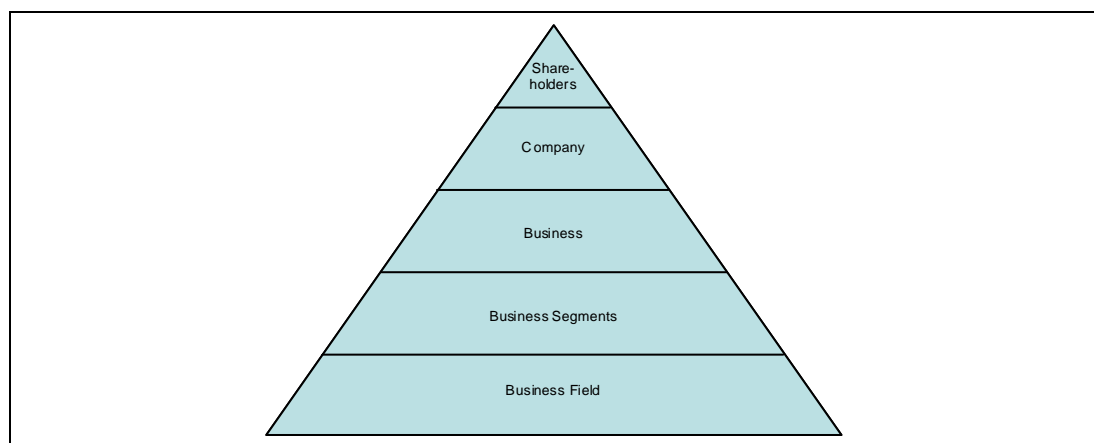 Share-
holders
Company
Business
Business Segments
Business Field